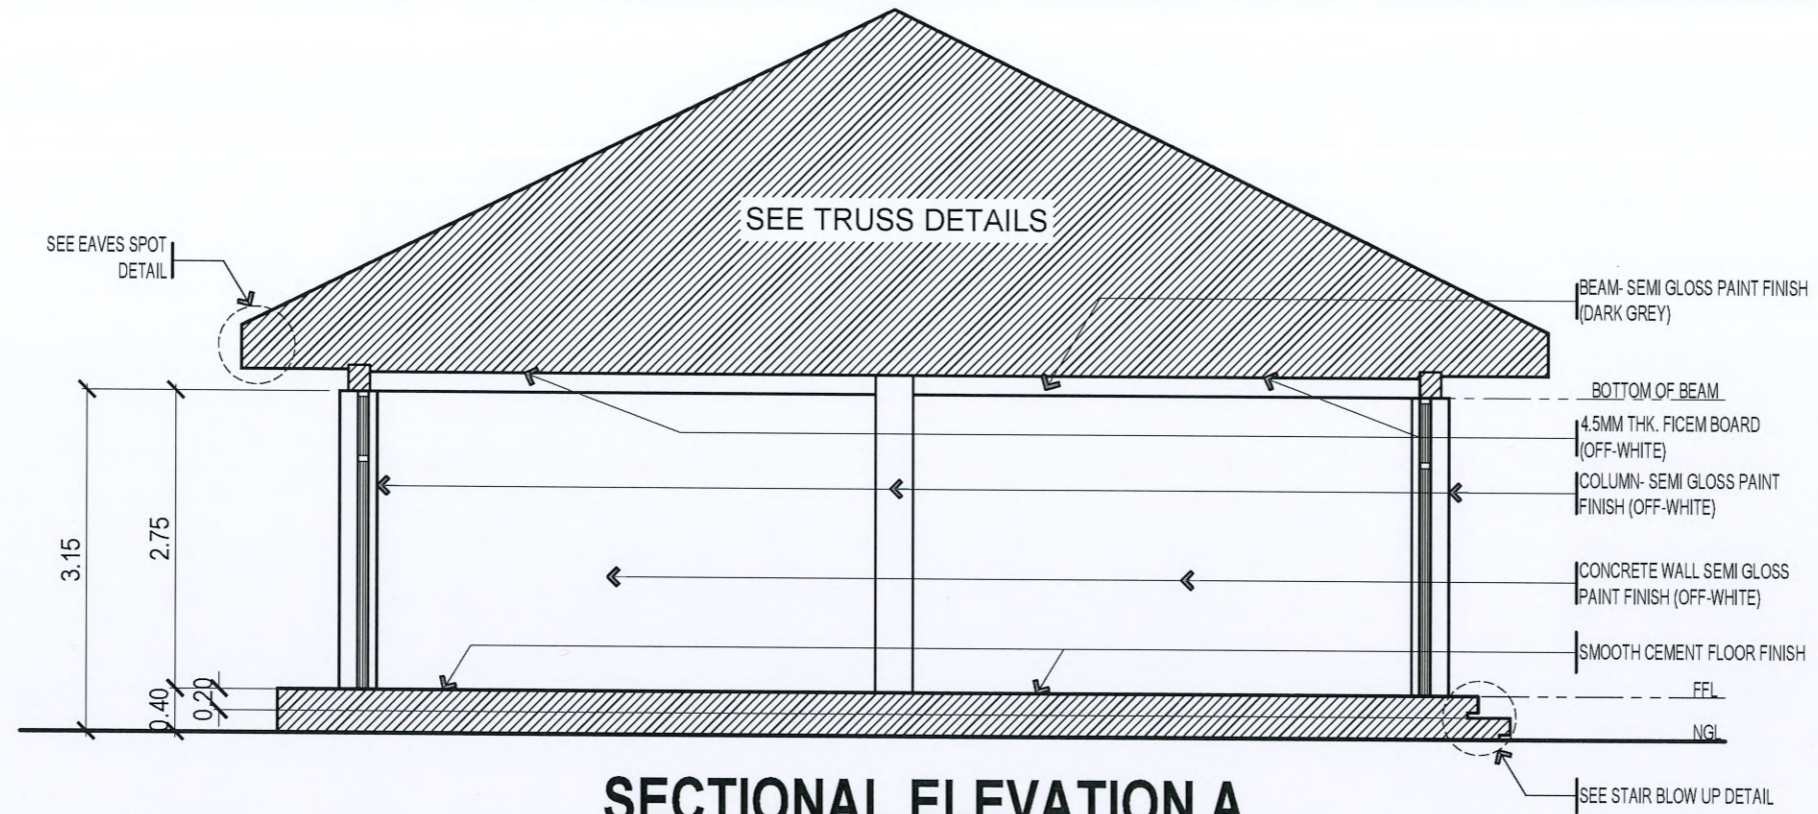 SEE TRUSS DETAILS
SEE EAVES SPOT
DETAIL
BEAM- SEMI GLOSS PAINT FINISH
(DARK GREY)
BOTTOM OF BEAM
4.5MM THK. FICEM BOARD
(OFF-WHITE)
COLUMN- SEMI GLOSS PAINT
FINISH (OFF-WHITE)
CONCRETE WALL SEMI GLOSS
PAINT FINISH (OFF-WHITE)
SMOOTH CEMENT FLOOR FINISH
FFL
NGL
SEE STAIR BLOW UP DETAIL
3.15
2.75
0.40
0.20
SECTIONAL ELEVATION A